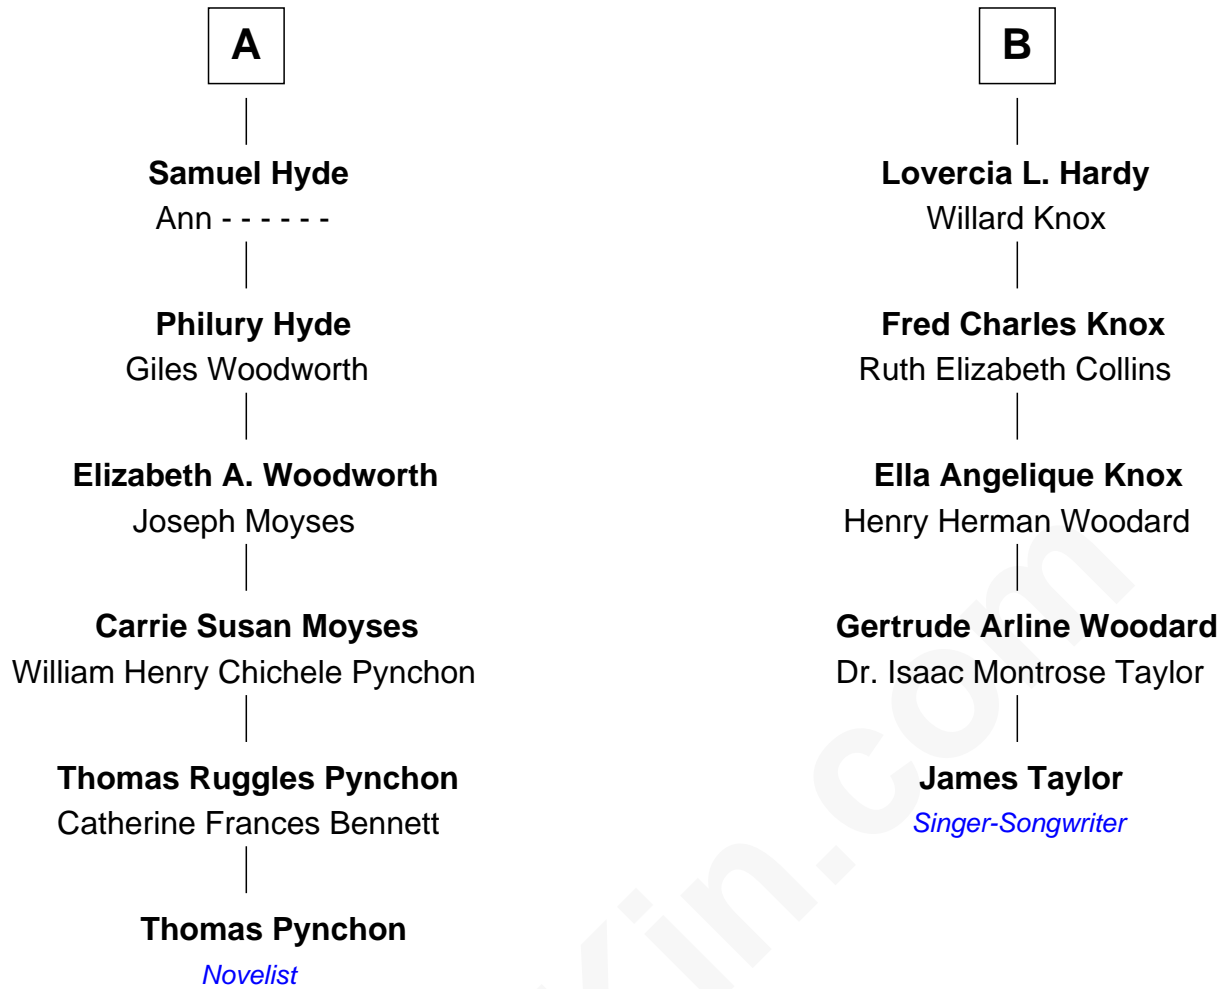 A
Samuel Hyde
Ann - - - - - -
Philury Hyde
Giles Woodworth
Elizabeth A. Woodworth
Joseph Moyses
Carrie Susan Moyses
William Henry Chichele Pynchon
Thomas Ruggles Pynchon
Catherine Frances Bennett
Thomas Pynchon
Novelist
B
Lovercia L. Hardy
Willard Knox
Fred Charles Knox
Ruth Elizabeth Collins
Ella Angelique Knox
Henry Herman Woodard
Gertrude Arline Woodard
Dr. Isaac Montrose Taylor
James Taylor
Singer-Songwriter
Kin.com